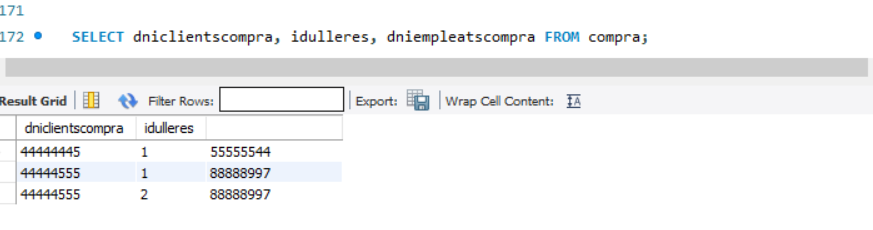 171
172 SELECT dniclientscompra, idulleres, dniempleatscompra FROM compra;
Result Grid Filter Rows: Export: Wrap Cell Content: IA
dniclientscompra idulleres
44444445 1 55555544
44444555 1 88888997
44444555 2 88888997